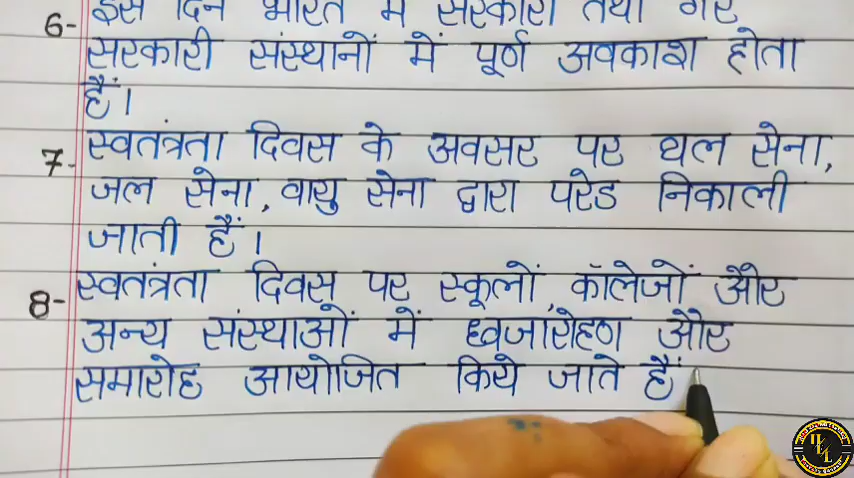 6- इस दिन भारत में सरकारी तथा गैर
सरकारी संस्थानों में पूर्ण अवकाश होता
हैं।
7- स्वतंत्रता दिवस के अवसर पर थल सेना,
जल सेना, वायु सेना द्वारा परेड निकाली
जाती हैं।
8- स्वतंत्रता दिवस पर स्कूलों, कॉलेजों और
अन्य संस्थाओं में ध्वजारोहण और
समारोह आयोजित किये जाते हैं